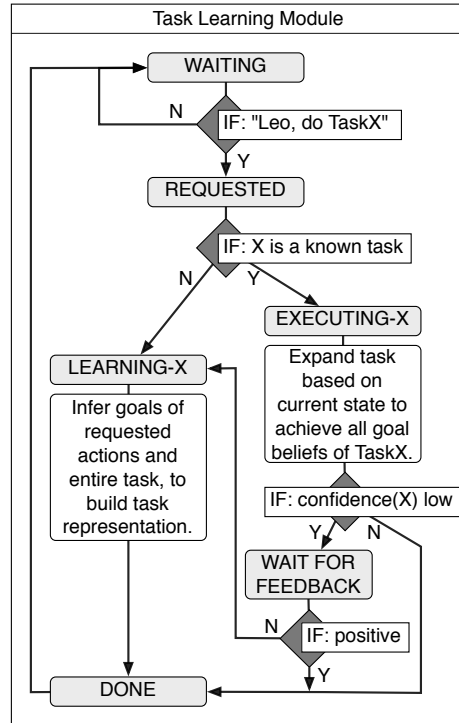 Task Learning Module
WAITING
N
IF: "Leo, do TaskX"
Y
REQUESTED
IF: X is a known task
N
Y
EXECUTING-X
LEARNING-X
Expand task
based on
current state to
achieve all goal
beliefs of TaskX.
Infer goals of
requested
actions and
entire task, to
build task
representation.
IF: confidence(X) low
Y
N
WAIT FOR
FEEDBACK
N
IF: positive
Y
DONE